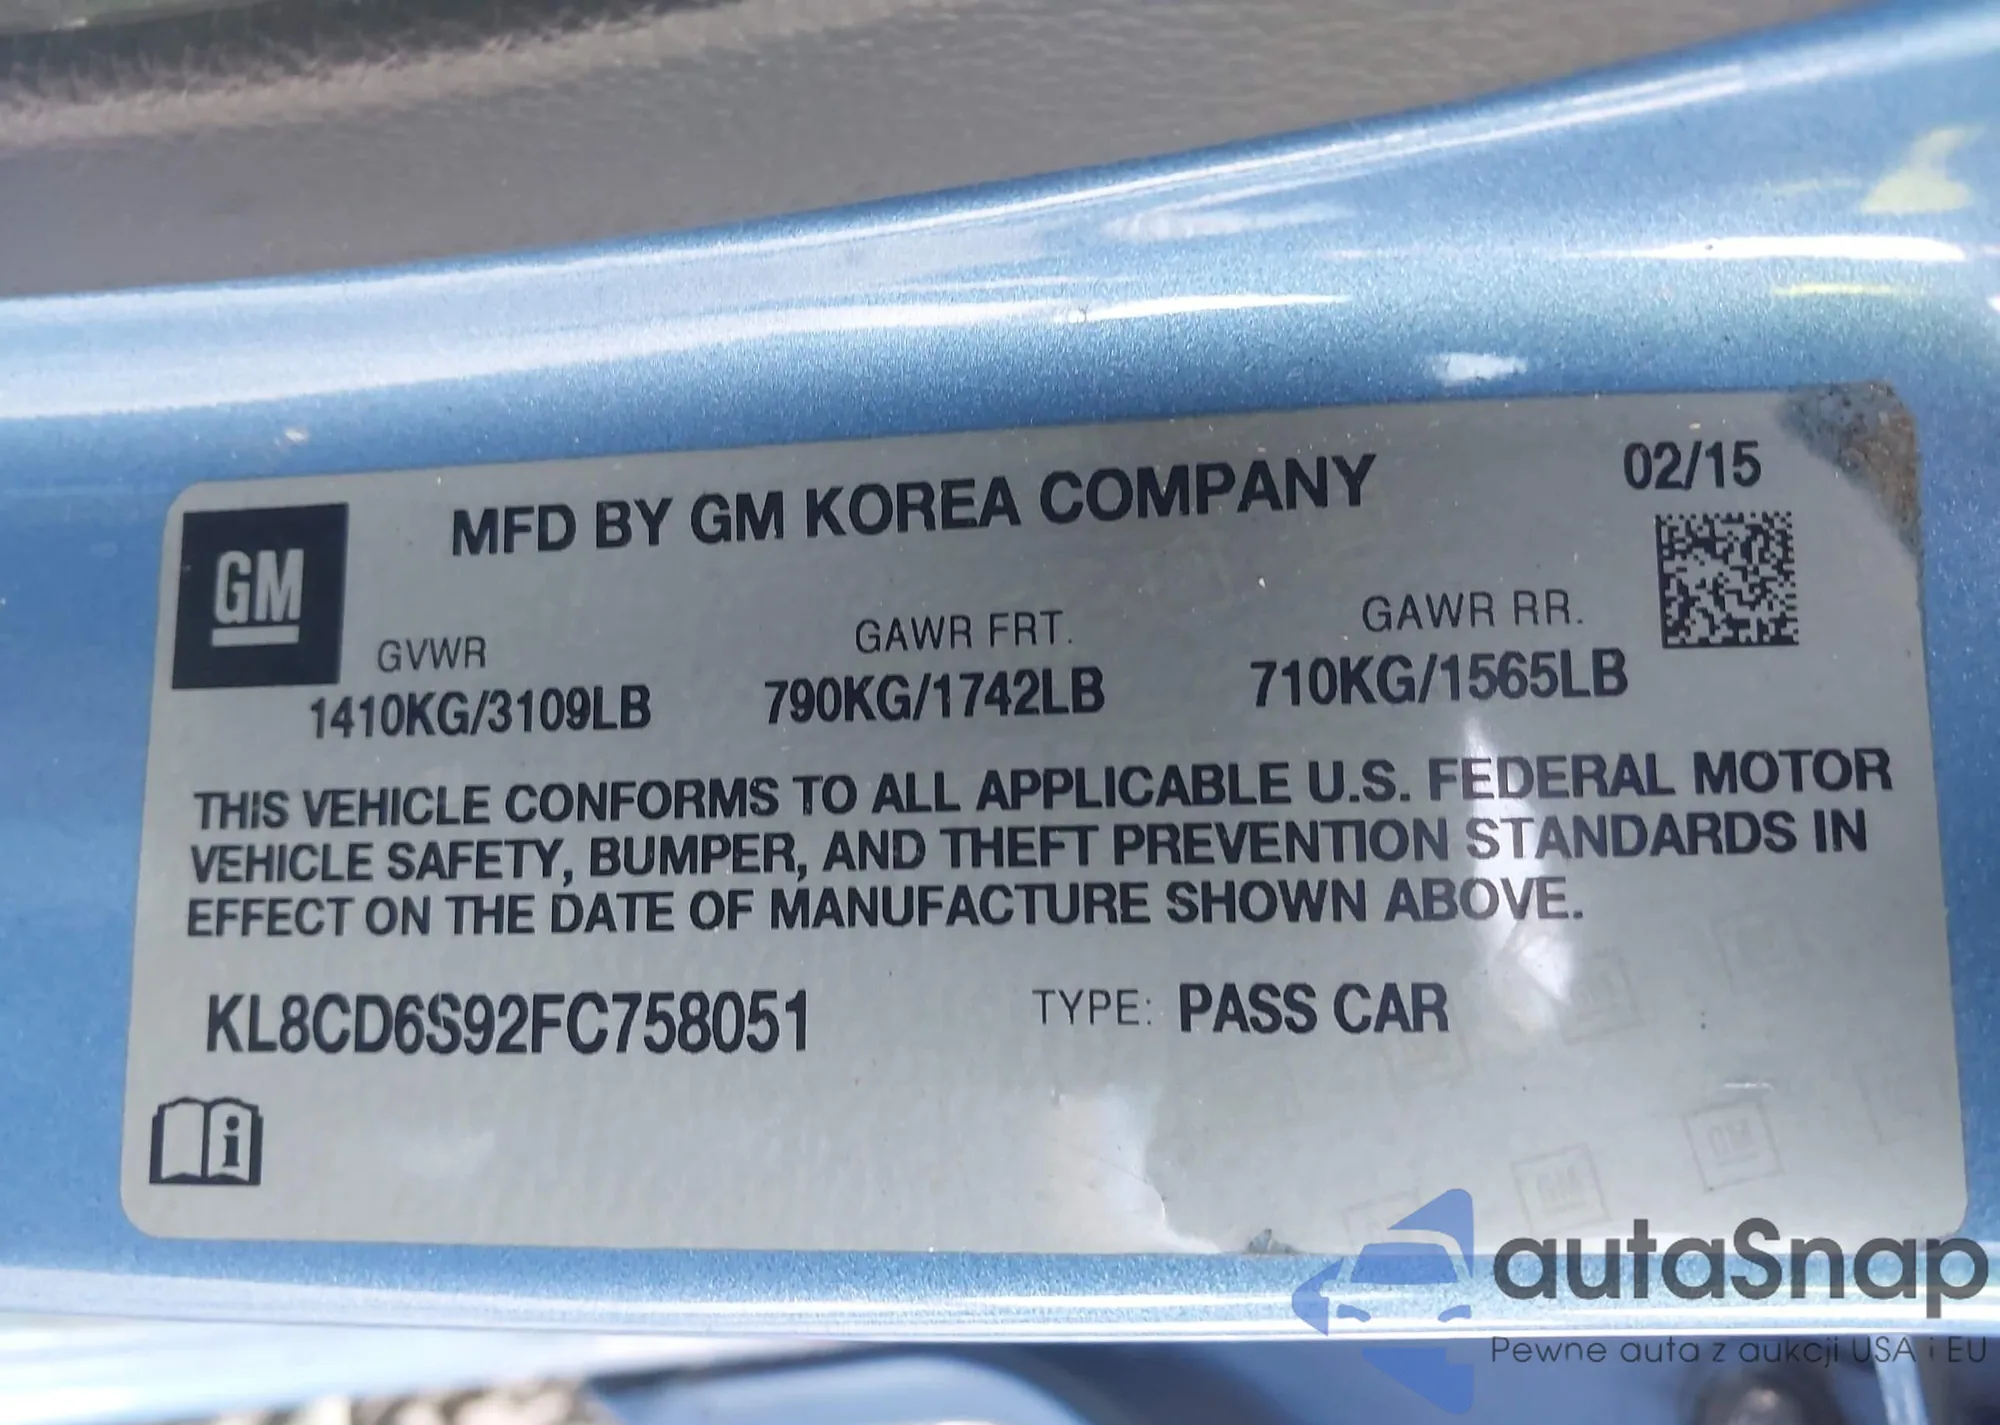 MFD BY GM KOREA COMPANY 02/15
GM
GVWR GAWR FRT. GAWR RR.
1410KG/3109LB 790KG/1742LB 710KG/1565LB
THIS VEHICLE CONFORMS TO ALL APPLICABLE U.S. FEDERAL MOTOR
VEHICLE SAFETY, BUMPER, AND THEFT PREVENTION STANDARDS IN
EFFECT ON THE DATE OF MANUFACTURE SHOWN ABOVE.
KL8CD6S92FC758051 TYPE: PASS CAR
i
GM GM
autaSnap
Pewne auta z aukcji USA i EU